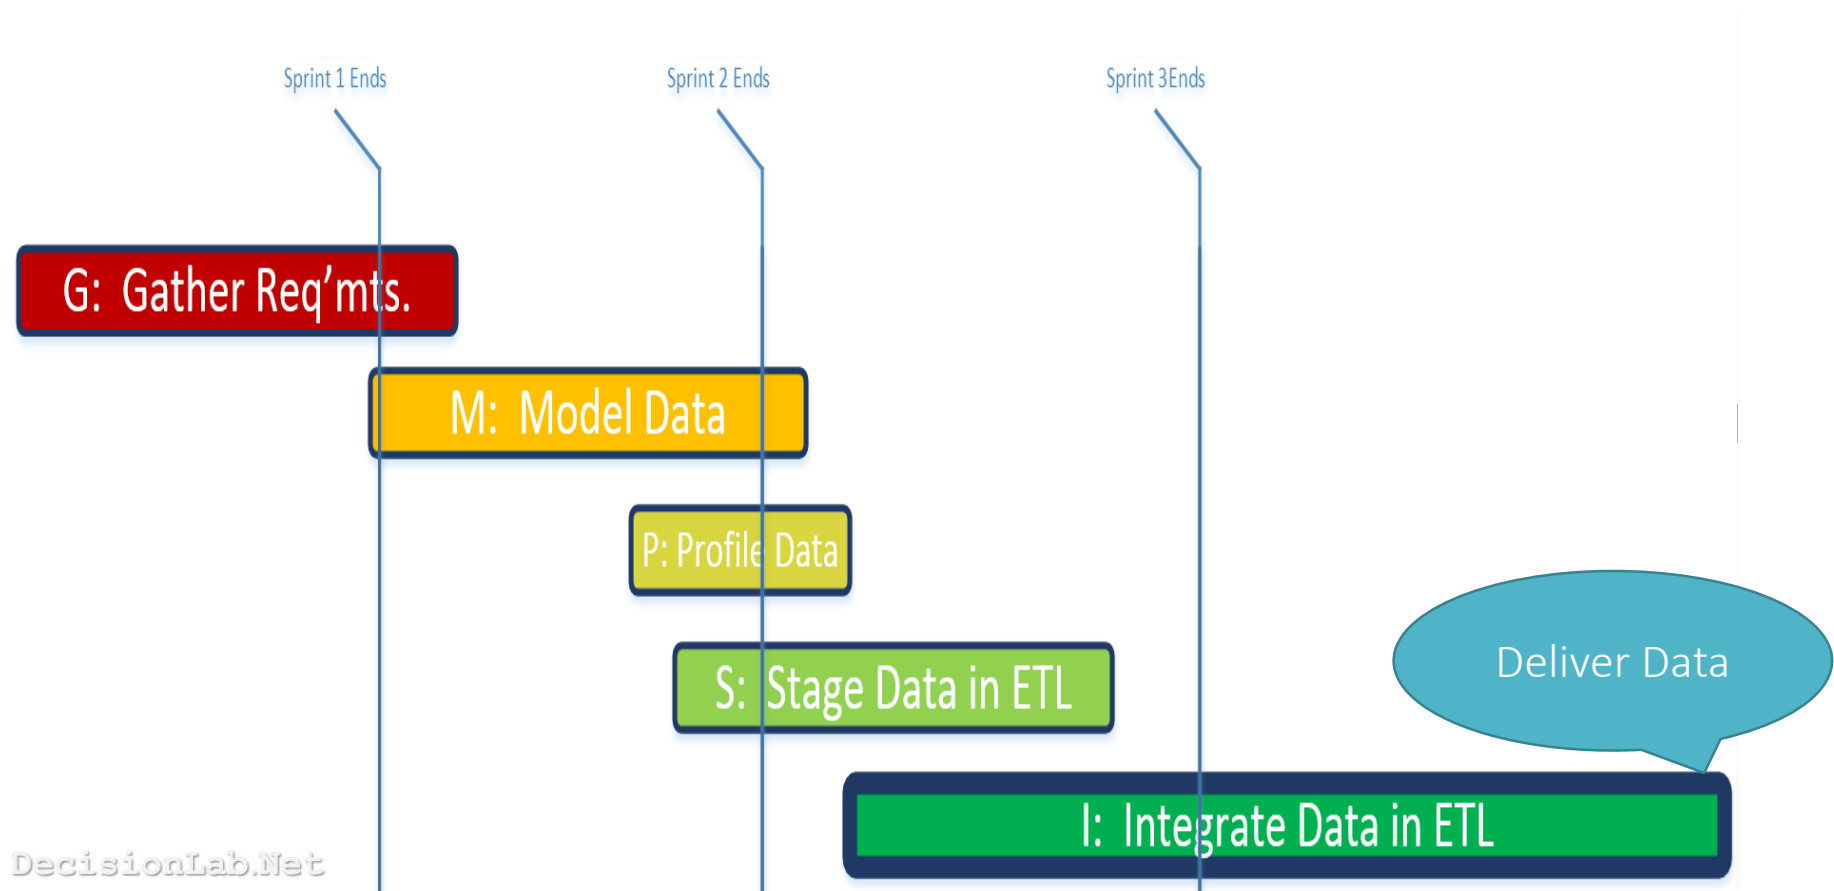 Sprint 1 Ends
Sprint 2 Ends
Sprint 3Ends
G: Gather Req’mts.
M: Model Data
P: Profile Data
S: Stage Data in ETL
Deliver Data
I: Integrate Data in ETL
DecisionLab.Net